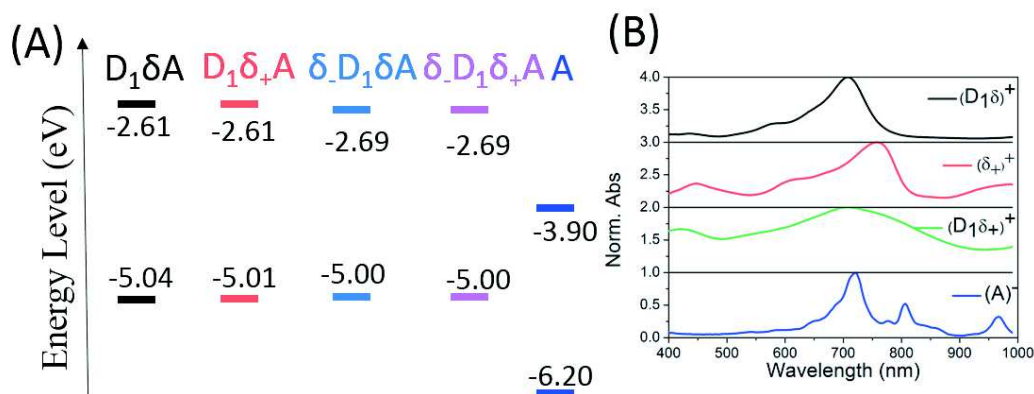 (A)
Energy Level (eV)
D₁δA D₁δ₊A δ₋D₁δA δ₋D₁δ₊A A
-2.61 -2.61 -2.69 -2.69
-3.90
-5.04 -5.01 -5.00 -5.00
-6.20
(B)
Norm. Abs
4.0
3.5
3.0
2.5
2.0
1.5
1.0
0.5
0.0
(D₁δ)⁺
(δ₊)⁺
(D₁δ₊)⁺
(A)⁻
400 500 600 700 800 900 1000
Wavelength (nm)